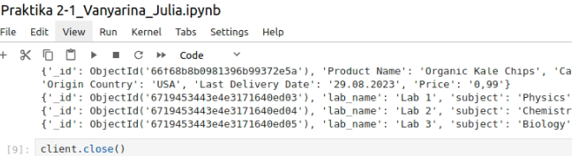 Praktika 2-1_Vanyarina_Julia.ipynb
File Edit View Run Kernel Tabs Settings Help
Code
{'_id': ObjectId('66f68b8b0981396b99372e5a'), 'Product Name': 'Organic Kale Chips', 'Ca
'Origin Country': 'USA', 'Last Delivery Date': '29.08.2023', 'Price': '0,99'}
{'_id': ObjectId('6719453443e4e3171640ed03'), 'lab_name': 'Lab 1', 'subject': 'Physics'
{'_id': ObjectId('6719453443e4e3171640ed04'), 'lab_name': 'Lab 2', 'subject': 'Chemistr
{'_id': ObjectId('6719453443e4e3171640ed05'), 'lab_name': 'Lab 3', 'subject': 'Biology'
[9]: client.close()